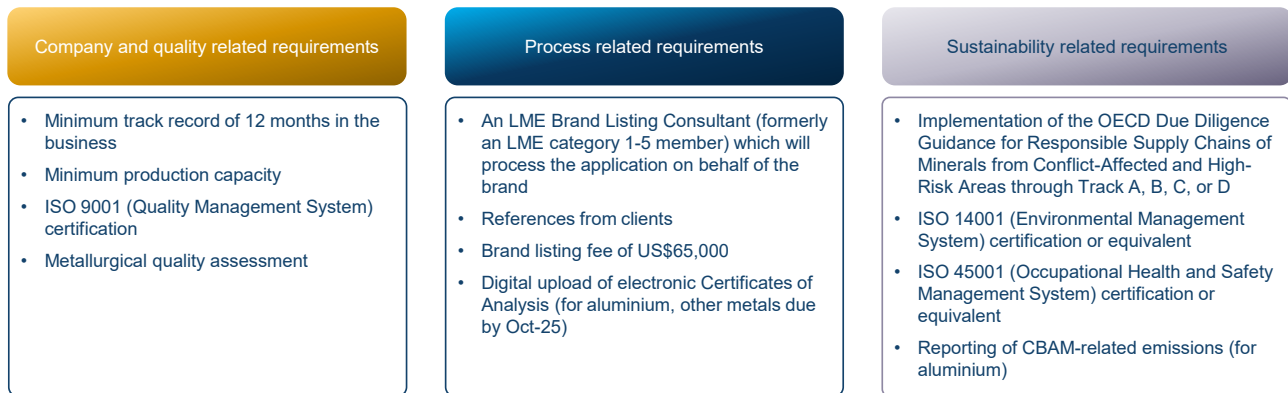 Company and quality related requirements
• Minimum track record of 12 months in the
business
• Minimum production capacity
• ISO 9001 (Quality Management System)
certification
• Metallurgical quality assessment
Process related requirements
• An LME Brand Listing Consultant (formerly
an LME category 1-5 member) which will
process the application on behalf of the
brand
• References from clients
• Brand listing fee of US$65,000
• Digital upload of electronic Certificates of
Analysis (for aluminium, other metals due
by Oct-25)
Sustainability related requirements
• Implementation of the OECD Due Diligence
Guidance for Responsible Supply Chains of
Minerals from Conflict-Affected and High-
Risk Areas through Track A, B, C, or D
• ISO 14001 (Environmental Management
System) certification or equivalent
• ISO 45001 (Occupational Health and Safety
Management System) certification or
equivalent
• Reporting of CBAM-related emissions (for
aluminium)